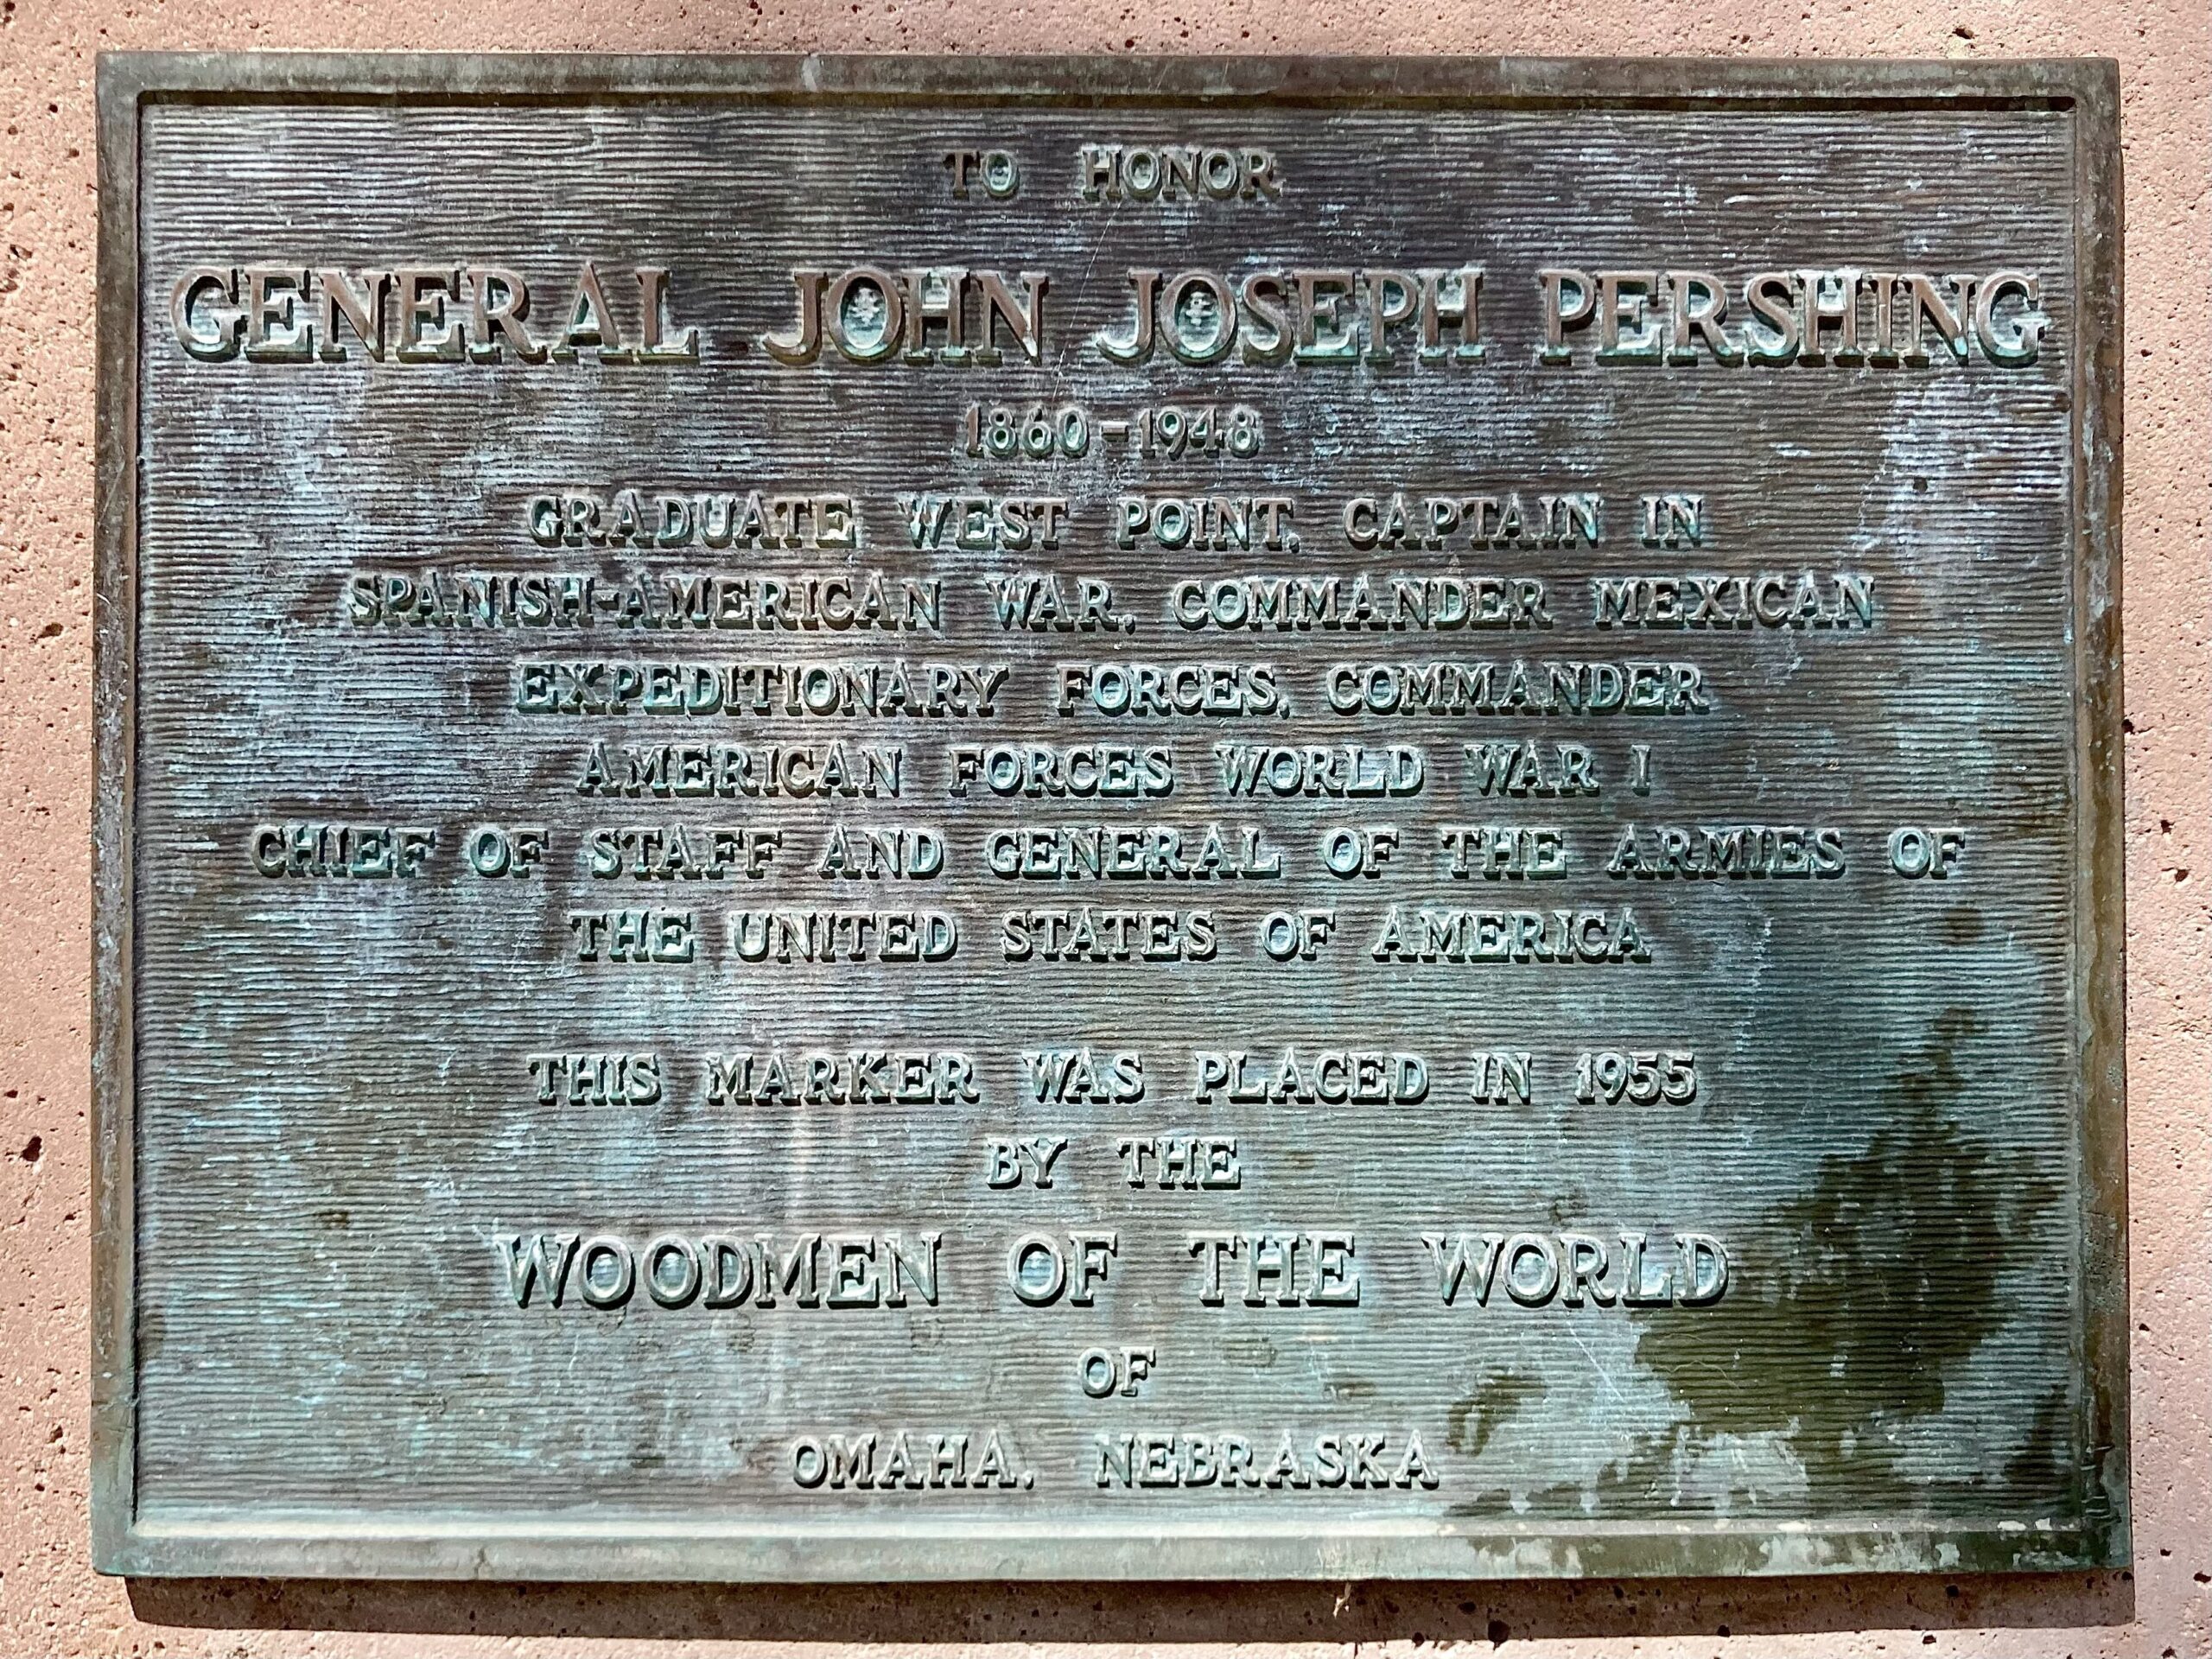 TO HONOR
GENERAL JOHN JOSEPH PERSHING
1860-1948
GRADUATE WEST POINT, CAPTAIN IN
SPANISH-AMERICAN WAR, COMMANDER MEXICAN
EXPEDITIONARY FORCES, COMMANDER
AMERICAN FORCES WORLD WAR I
CHIEF OF STAFF AND GENERAL OF THE ARMIES OF
THE UNITED STATES OF AMERICA
THIS MARKER WAS PLACED IN 1955
BY THE
WOODMEN OF THE WORLD
OF
OMAHA, NEBRASKA